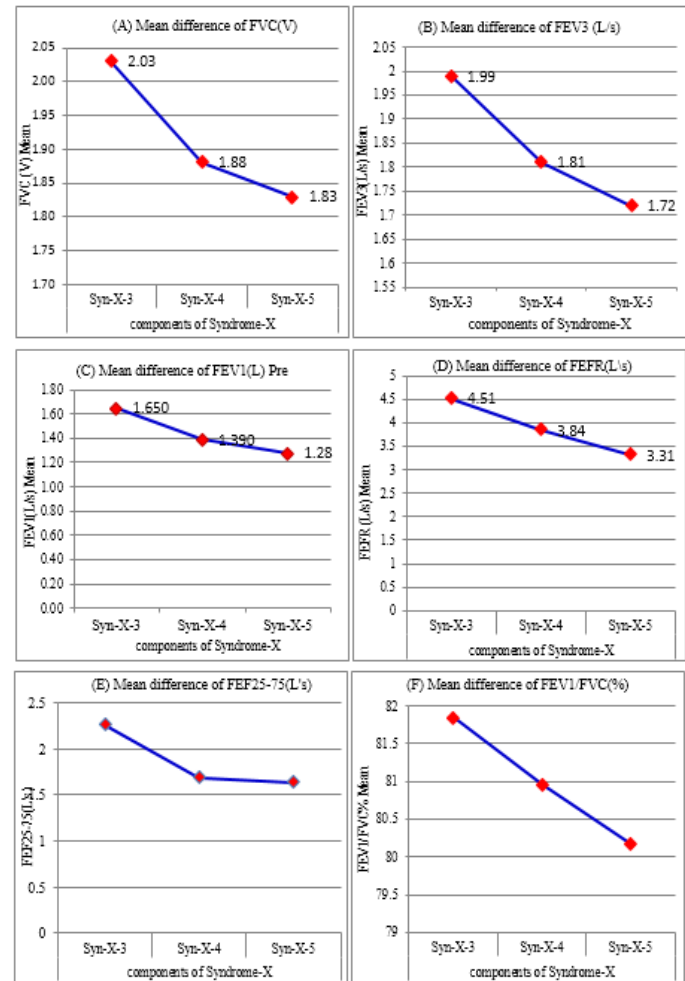 (A) Mean difference of FVC(V)
2.05
2.00
1.95
1.90
1.85
1.80
1.75
1.70
FVC (V) Mean
2.03
1.88
1.83
Syn-X-3 Syn-X-4 Syn-X-5
components of Syndrome-X
(B) Mean difference of FEV3 (L/s)
2.05
2
1.95
1.9
1.85
1.8
1.75
1.7
1.65
1.6
1.55
FEV3(L/s) Mean
1.99
1.81
1.72
Syn-X-3 Syn-X-4 Syn-X-5
components of Syndrome-X
(C) Mean difference of FEV1(L) Pre
1.80
1.60
1.40
1.20
1.00
0.80
0.60
0.40
0.20
0.00
FEV1(L/s) Mean
1.650
1.390
1.28
Syn-X-3 Syn-X-4 Syn-X-5
components of Syndrome-X
(D) Mean difference of FEFR(L\s)
5
4.5
4
3.5
3
2.5
2
1.5
1
0.5
0
FEFR (L/s) Mean
4.51
3.84
3.31
Syn-X-3 Syn-X-4 Syn-X-5
components of Syndrome-X
(E) Mean difference of FEF25-75(L's)
2.5
2
1.5
1
0.5
0
Syn-X-3 Syn-X-4 Syn-X-5
components of Syndrome-X
(F) Mean difference of FEV1/FVC(%)
82
81.5
81
80.5
80
79.5
79
FEV1/FVC% Mean
Syn-X-3 Syn-X-4 Syn-X-5
components of Syndrome-X